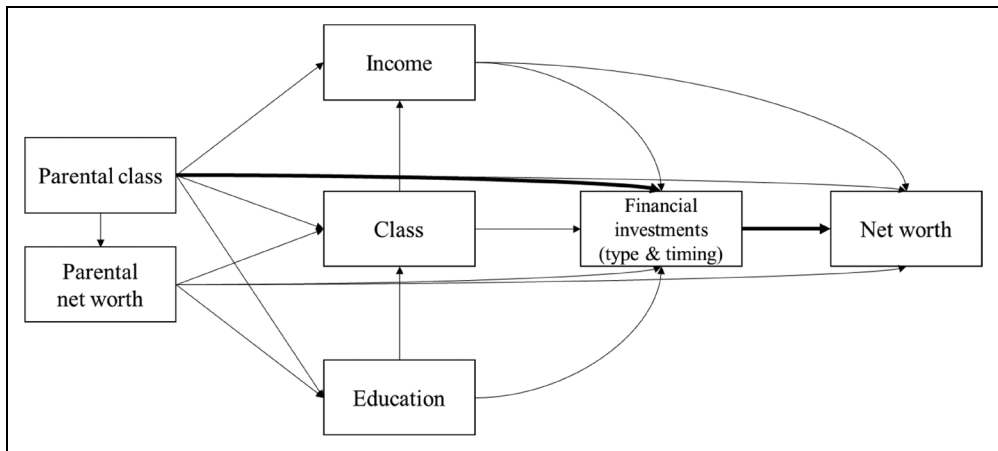 Income
Parental class
Parental
net worth
Class
Financial
investments
(type & timing)
Net worth
Education